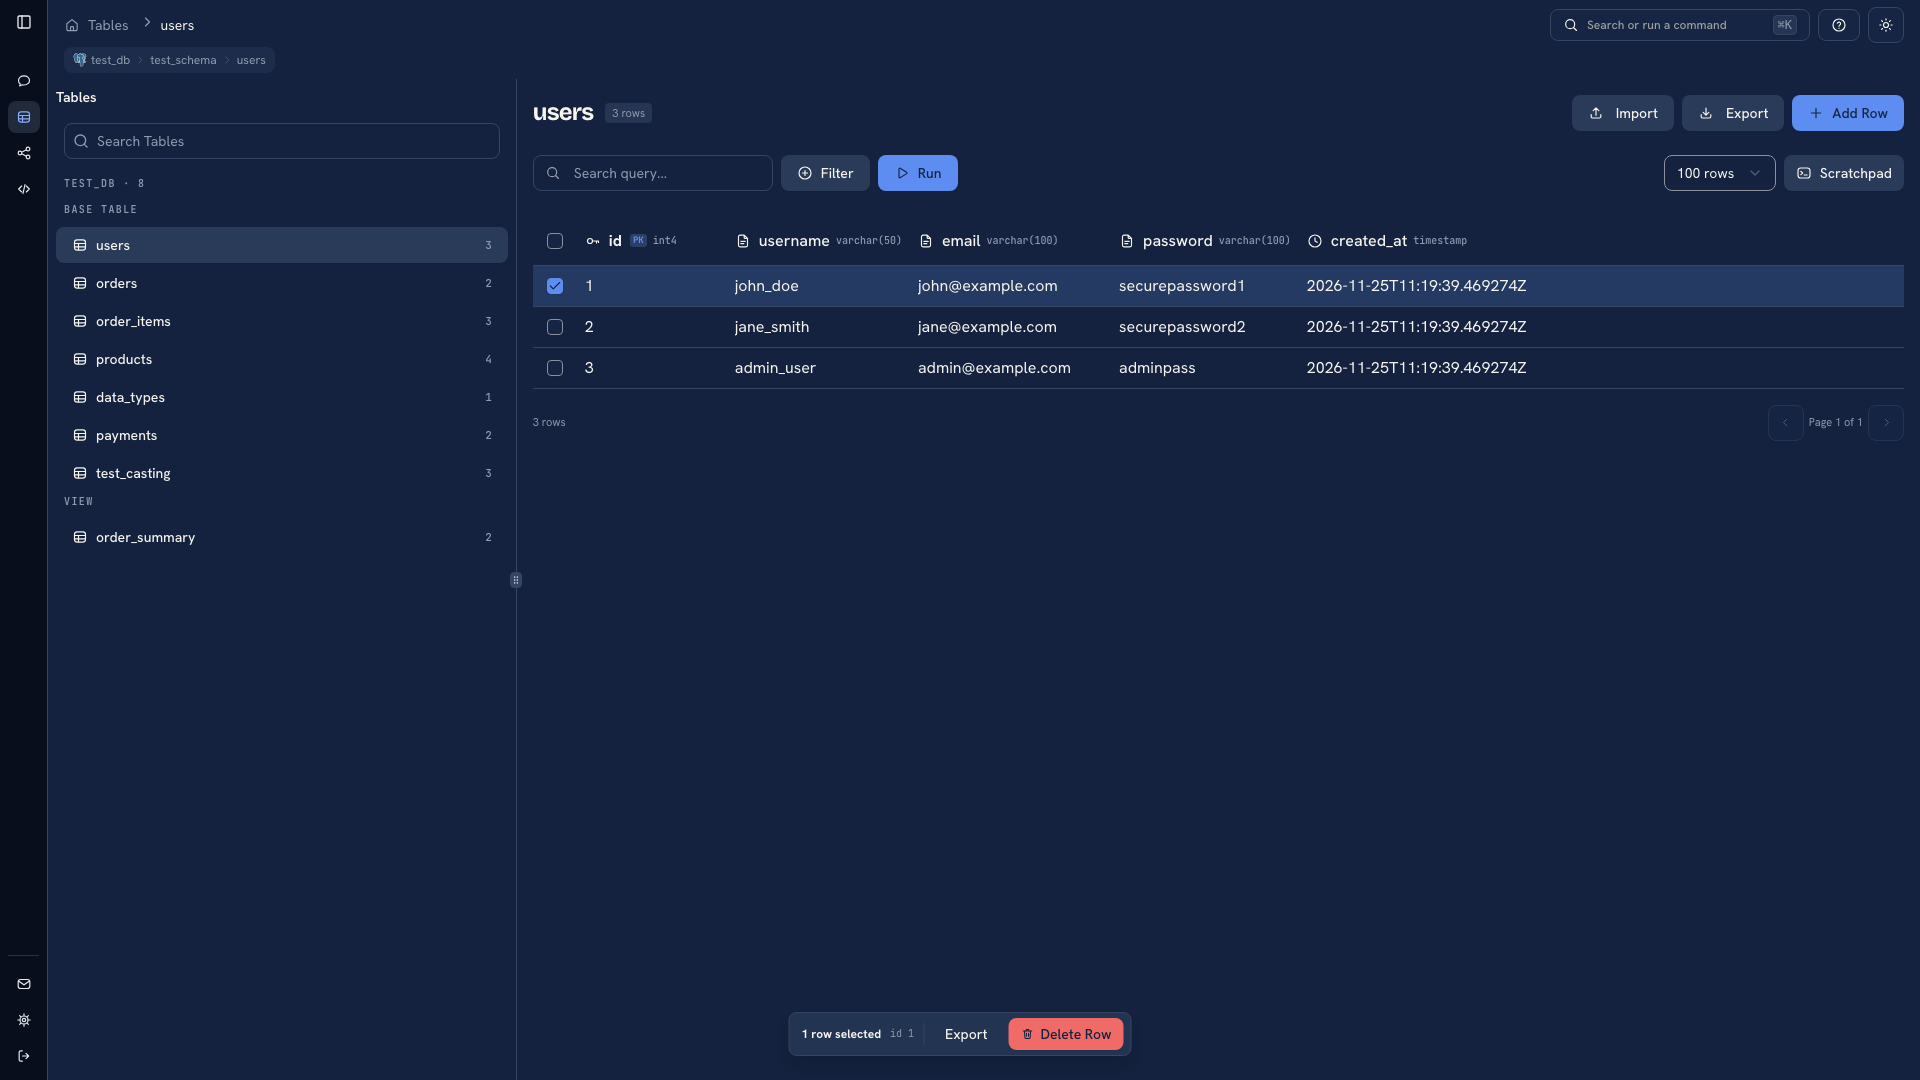 Tables
users
Search or run a command
⌘K
test_db
test_schema
users
Tables
Search Tables
TEST_DB · 8
BASE TABLE
users 3
orders 2
order_items 3
products 4
data_types 1
payments 2
test_casting 3
VIEW
order_summary 2
users 3 rows
Import
Export
Add Row
Search query...
Filter
Run
100 rows
Scratchpad
id PK int4 username varchar(50) email varchar(100) password varchar(100) created_at timestamp
1 john_doe john@example.com securepassword1 2026-11-25T11:19:39.469274Z
2 jane_smith jane@example.com securepassword2 2026-11-25T11:19:39.469274Z
3 admin_user admin@example.com adminpass 2026-11-25T11:19:39.469274Z
3 rows
Page 1 of 1
1 row selected id 1 Export Delete Row